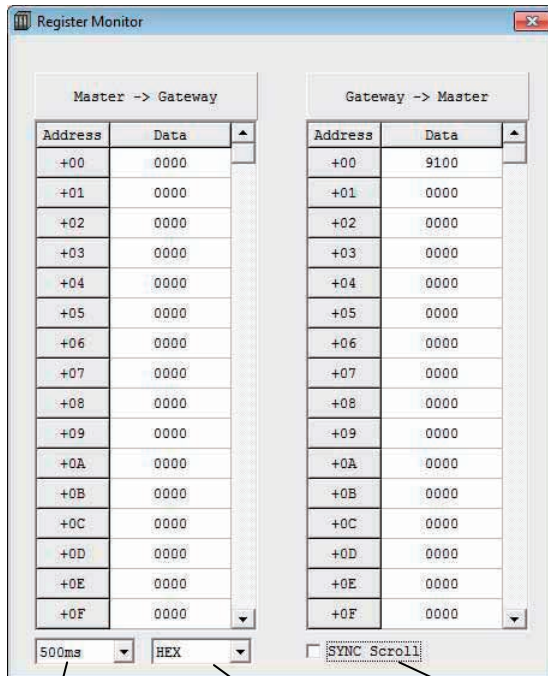 Register Monitor
Master -> Gateway
Gateway -> Master
Address Data Address Data
+00 0000 +00 9100
+01 0000 +01 0000
+02 0000 +02 0000
+03 0000 +03 0000
+04 0000 +04 0000
+05 0000 +05 0000
+06 0000 +06 0000
+07 0000 +07 0000
+08 0000 +08 0000
+09 0000 +09 0000
+0A 0000 +0A 0000
+0B 0000 +0B 0000
+0C 0000 +0C 0000
+0D 0000 +0D 0000
+0E 0000 +0E 0000
+0F 0000 +0F 0000
500ms HEX SYNC Scroll